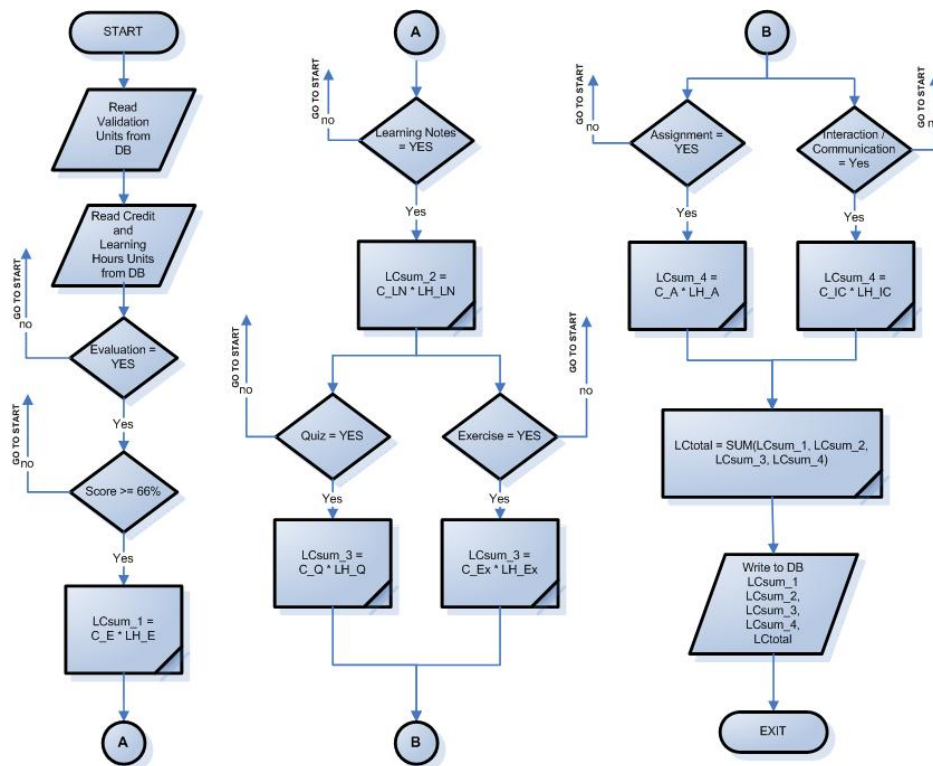 START
Read
Validation
Units from
DB
Read Credit
and
Learning
Hours Units
from DB
GO TO START
no
Evaluation =
YES
Yes
GO TO START
no
Score >= 66%
Yes
LCsum_1 =
C_E * LH_E
A
A
GO TO START
no
Learning Notes
= YES
Yes
LCsum_2 =
C_LN * LH_LN
GO TO START
no
Quiz = YES
Yes
LCsum_3 =
C_Q * LH_Q
GO TO START
no
Exercise = YES
Yes
LCsum_3 =
C_Ex * LH_Ex
B
B
GO TO START
no
Assignment =
YES
Yes
LCsum_4 =
C_A * LH_A
GO TO START
no
Interaction /
Communication
= Yes
Yes
LCsum_4 =
C_IC * LH_IC
LCtotal = SUM(LCsum_1, LCsum_2,
LCsum_3, LCsum_4)
Write to DB
LCsum_1
LCsum_2,
LCsum_3,
LCsum_4,
LCtotal
EXIT